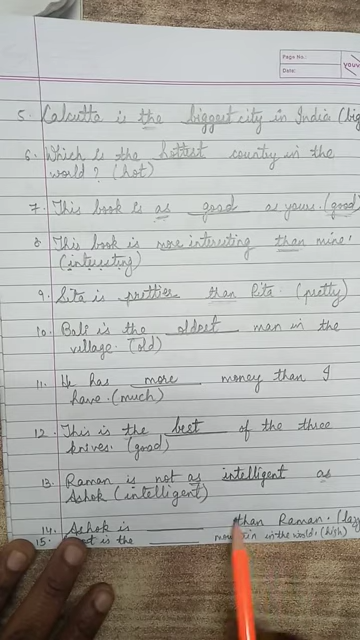 Page No.:
Date:
youv
5. Kalcutta is the biggest city in India (big
6. Which is the hottest country in the
world? (hot)
7. This book is as good as yours. (good)
8. This book is more interesting than mine.
(interesting)
9. Sita is prettier than Rita. (pretty)
10. Bali is the oldest man in the
village. (old)
11. He has more money than I
have. (much)
12. This is the best of the three
knives. (good)
13. Raman is not as intelligent as
Ashok (intelligent)
14. Ashok is ______ than Raman. (lazy
15. is the ______ in the world. (high)